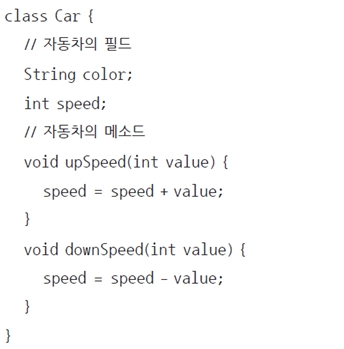 class Car {
// 자동차의 필드
String color;
int speed;
// 자동차의 메소드
void upSpeed(int value) {
speed = speed + value;
}
void downSpeed(int value) {
speed = speed – value;
}
}